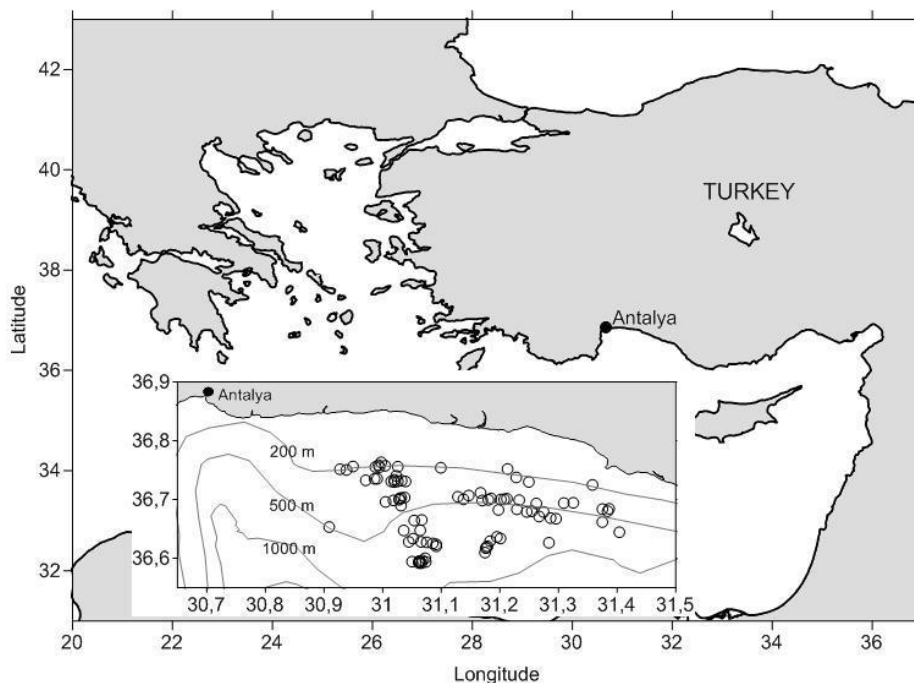 42
40
38
36
34
32
Latitude
TURKEY
Antalya
36,9
36,8
36,7
36,6
Antalya
200 m
500 m
1000 m
30,7 30,8 30,9 31 31,1 31,2 31,3 31,4 31,5
20 22 24 26 28 30 32 34 36
Longitude